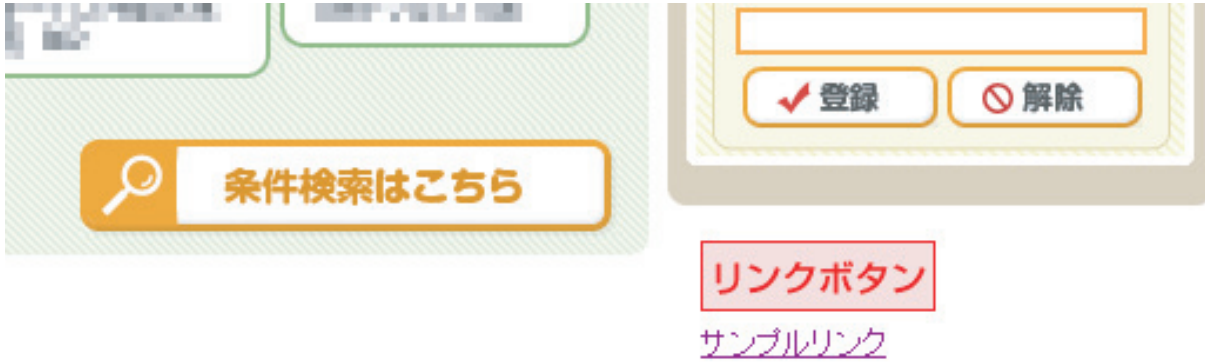 登録
解除
条件検索はこちら
リンクボタン
サンプルリンク